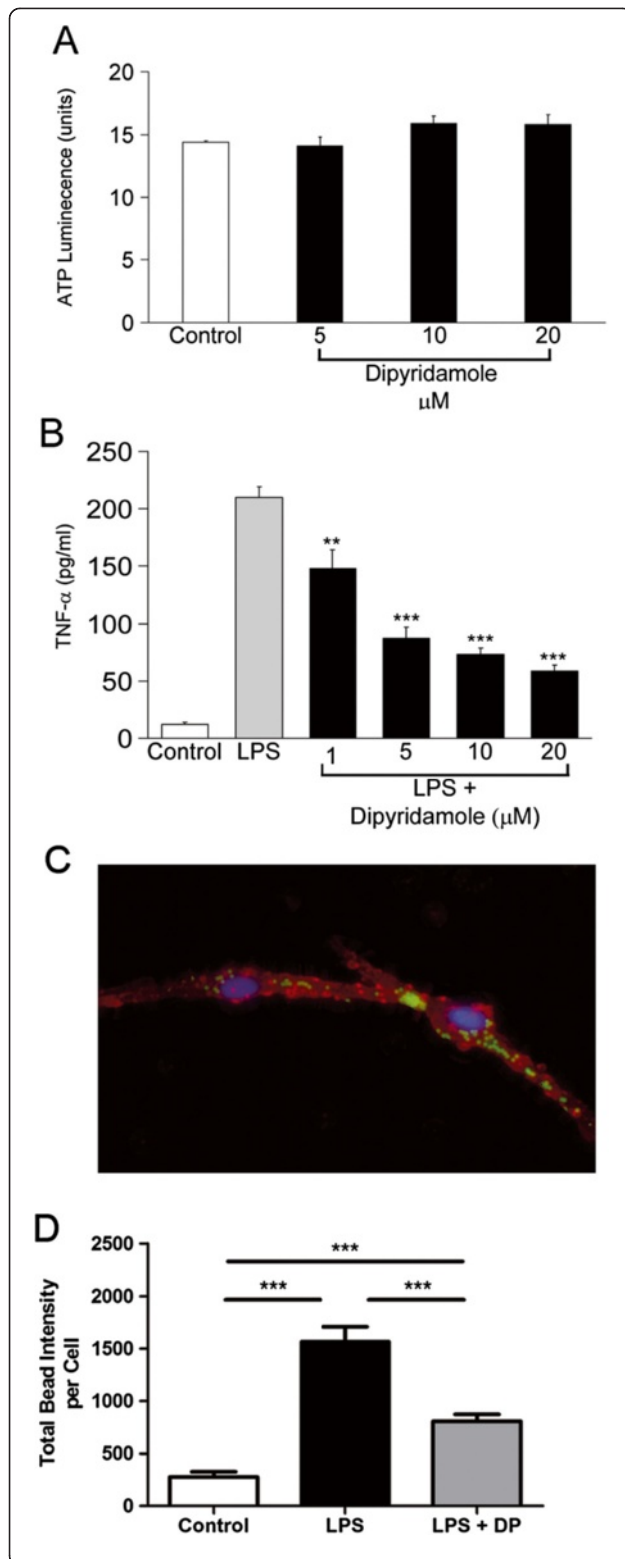 A
20
15
10
5
0
ATP Luminecence (units)
Control 5 10 20
Dipyridamole
μM
B
250
200
150
100
50
0
TNF-α (pg/ml)
**
***
***
***
Control LPS 1 5 10 20
LPS +
Dipyridamole (μM)
C
D
2500
2000
1500
1000
500
0
Total Bead Intensity
per Cell
***
*** ***
Control LPS LPS + DP